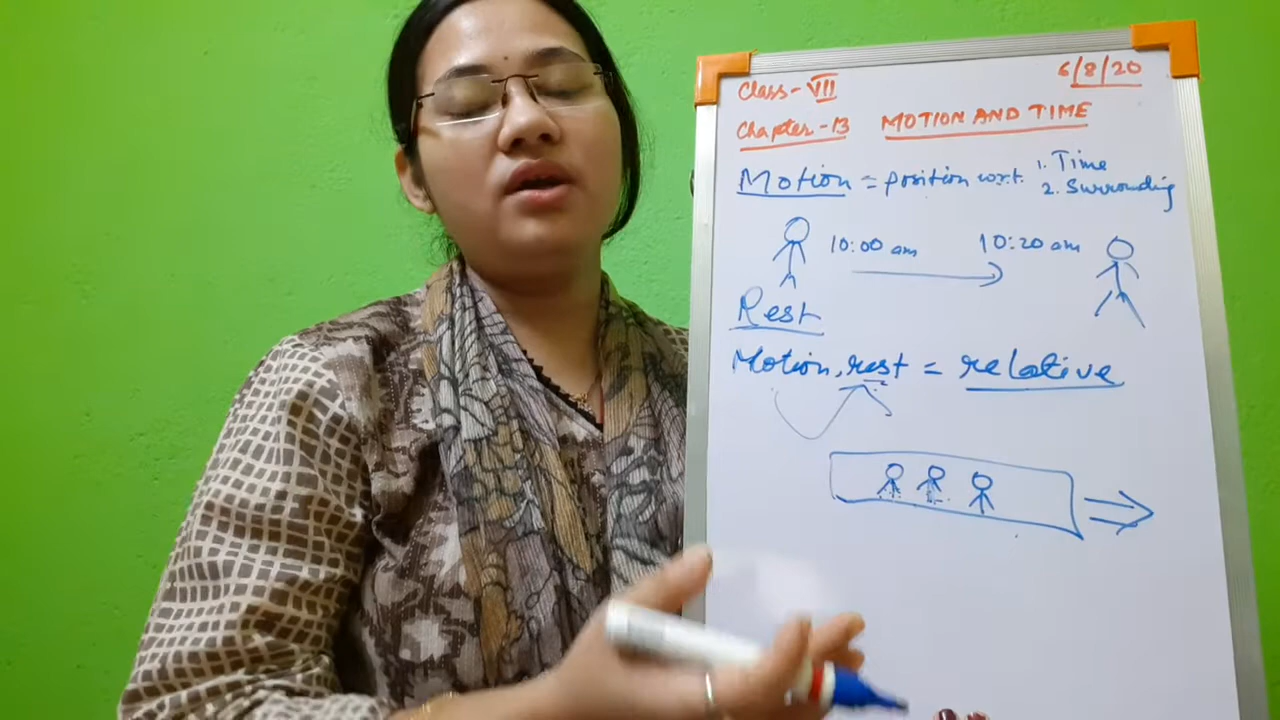 6/8/20
Class- VII
Chapter-13 MOTION AND TIME
Motion = position w.r.t. 1. Time
2. Surrounding
10:00 am 10:20 am
Rest
Motion, rest = relative